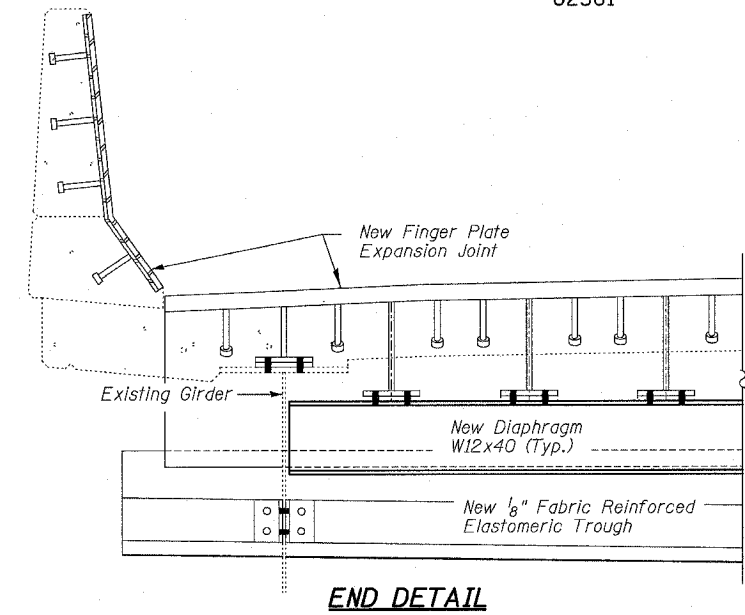 New Finger Plate
Expansion Joint
Existing Girder
New Diaphragm
W12x40 (Typ.)
New 1/8" Fabric Reinforced
Elastomeric Trough
END DETAIL